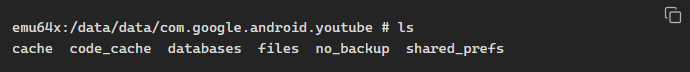 emu64x:/data/data/com.google.android.youtube # ls
cache  code_cache  databases  files  no_backup  shared_prefs